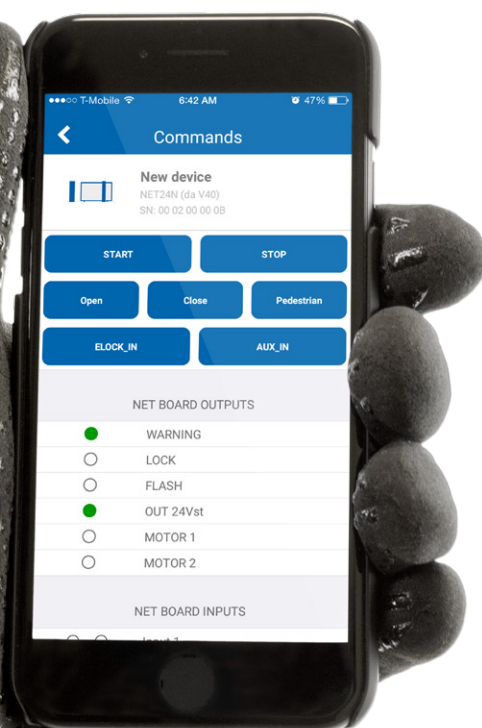 T-Mobile 6:42 AM 47%
Commands
New device
NET24N (da V40)
SN: 00 02 00 00 0B
START STOP
Open Close Pedestrian
ELOCK_IN AUX_IN
NET BOARD OUTPUTS
WARNING
LOCK
FLASH
OUT 24Vst
MOTOR 1
MOTOR 2
NET BOARD INPUTS
Input 1